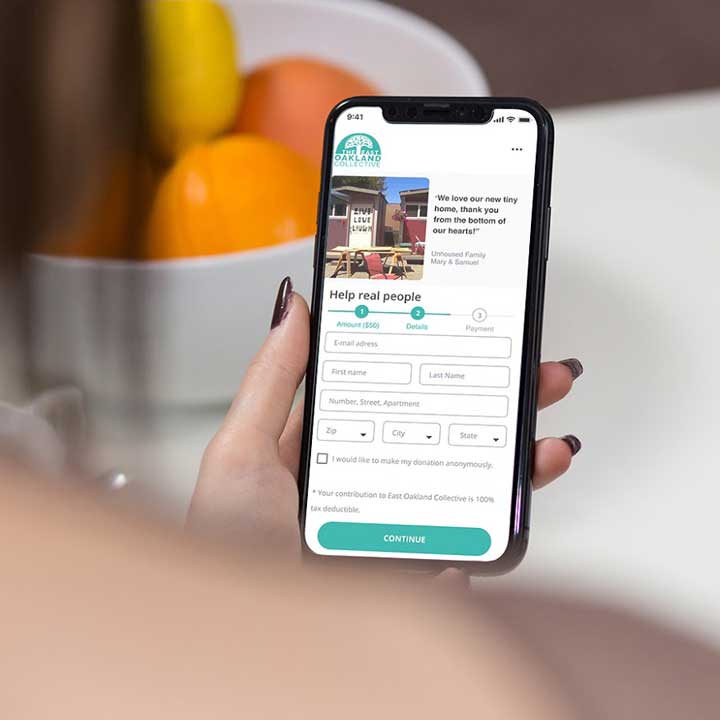 9:41
THE EAST
OAKLAND
COLLECTIVE
"We love our new tiny
home, thank you
from the bottom of
our hearts!"
Unhoused Family
Mary & Samuel
LIVE
LOVE
LAUGH
Help real people
1 2 3
Amount ($50) Details Payment
E-mail adress
First name Last Name
Number, Street, Apartment
Zip City State
I would like to make my donation anonymously.
* Your contribution to East Oakland Collective is 100%
tax deductible.
CONTINUE